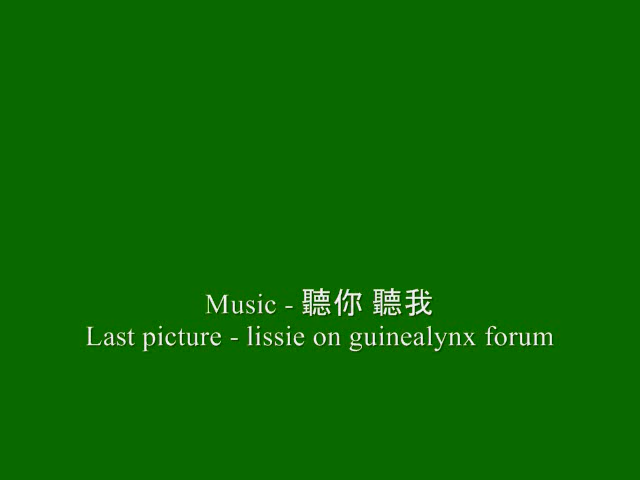 Music - 聽你 聽我
Last picture - lissie on guinealynx forum